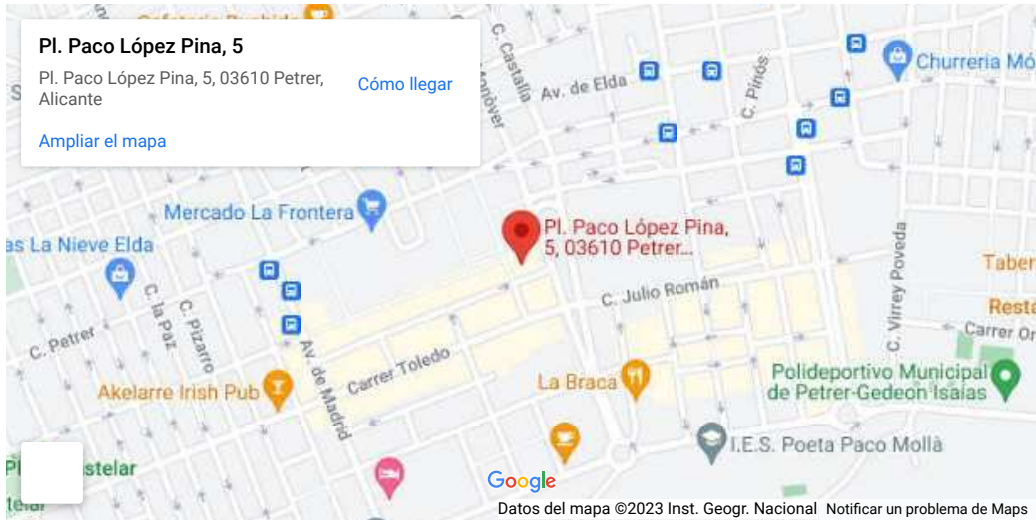 Pl. Paco López Pina, 5
Pl. Paco López Pina, 5, 03610 Petrer,
Alicante
Cómo llegar
Ampliar el mapa
C. Castalla
Av. de Elda
C. Pinós
Churreria Mó
Mercado La Frontera
Pl. Paco López Pina,
5, 03610 Petrer...
as La Nieve Elda
Taber
C. Julio Román
C. Virrey Poveda
Resta
C. la Paz
C. Pizarro
C. Petrer
Carrer Or
Av. de Madrid
Carrer Toledo
Akelarre Irish Pub
La Braca
Polideportivo Municipal
de Petrer-Gedeon Isaias
I.E.S. Poeta Paco Mollà
stelar
Google
Datos del mapa ©2023 Inst. Geogr. Nacional
Notificar un problema de Maps